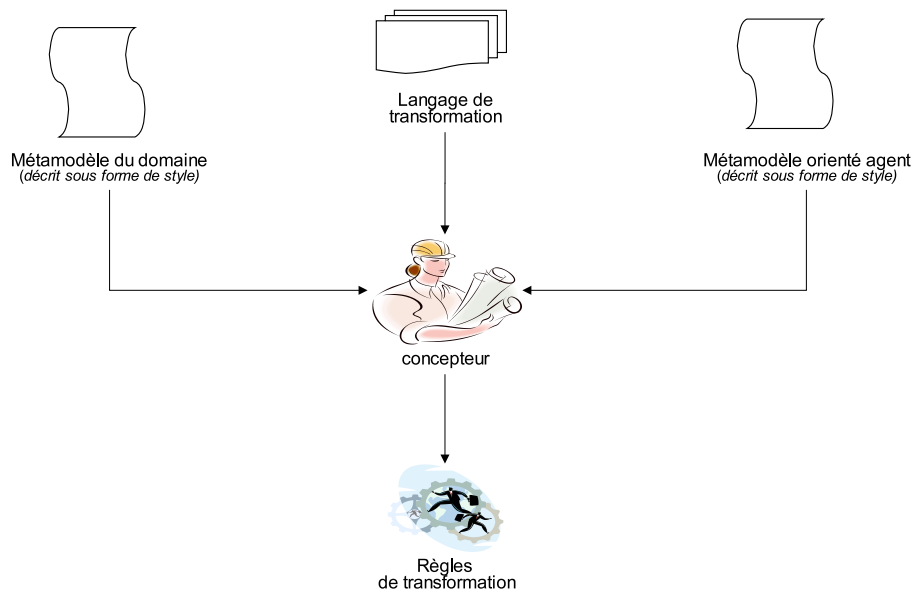 Langage de
transformation
Métamodèle du domaine
(décrit sous forme de style)
Métamodèle orienté agent
(décrit sous forme de style)
concepteur
Règles
de transformation